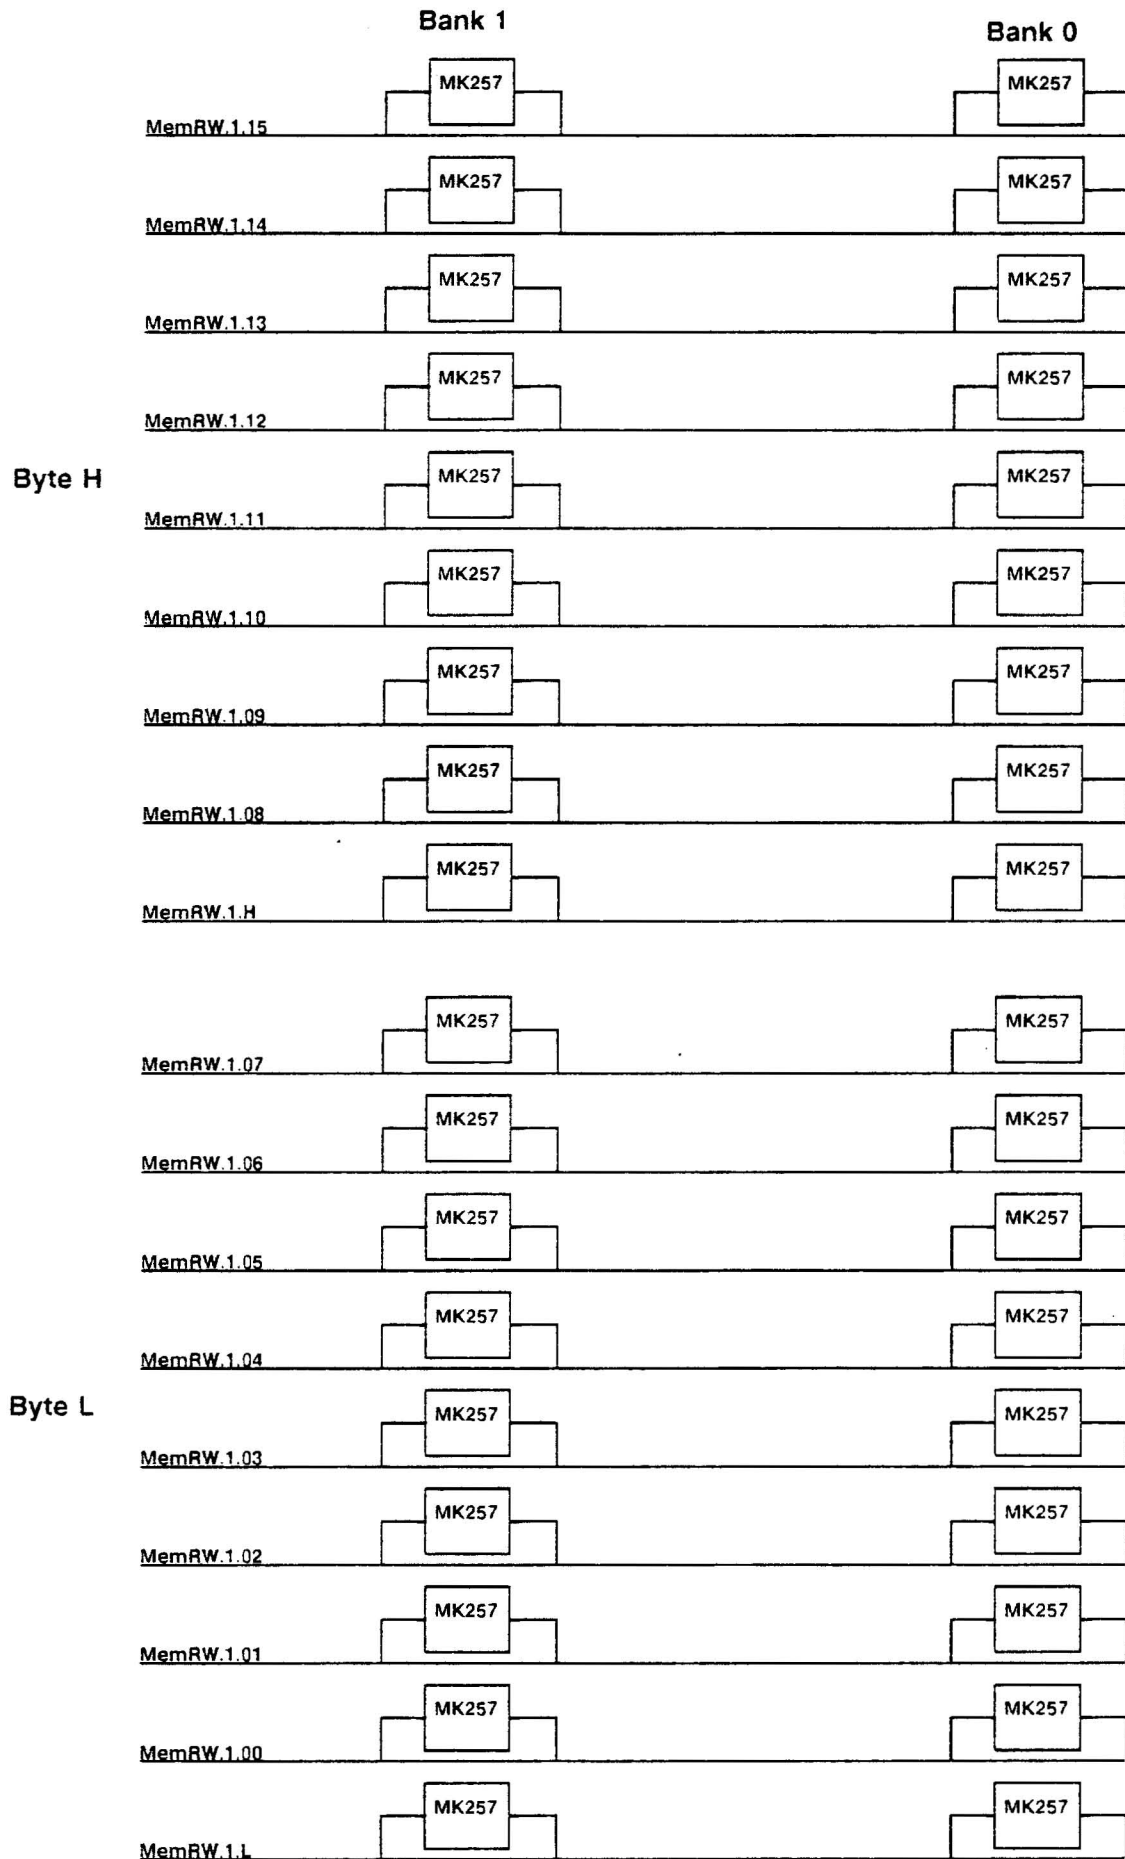 Bank 1 Bank 0
MK257 MK257
MemRW.1.15
MK257 MK257
MemRW.1.14
MK257 MK257
MemRW.1.13
MK257 MK257
MemRW.1.12
MK257 MK257
Byte H
MemRW.1.11
MK257 MK257
MemRW.1.10
MK257 MK257
MemRW.1.09
MK257 MK257
MemRW.1.08
MK257 MK257
MemRW.1.H
MK257 MK257
MemRW.1.07
MK257 MK257
MemRW.1.06
MK257 MK257
MemRW.1.05
MK257 MK257
MemRW.1.04
MK257 MK257
Byte L
MemRW.1.03
MK257 MK257
MemRW.1.02
MK257 MK257
MemRW.1.01
MK257 MK257
MemRW.1.00
MK257 MK257
MemRW.1.L